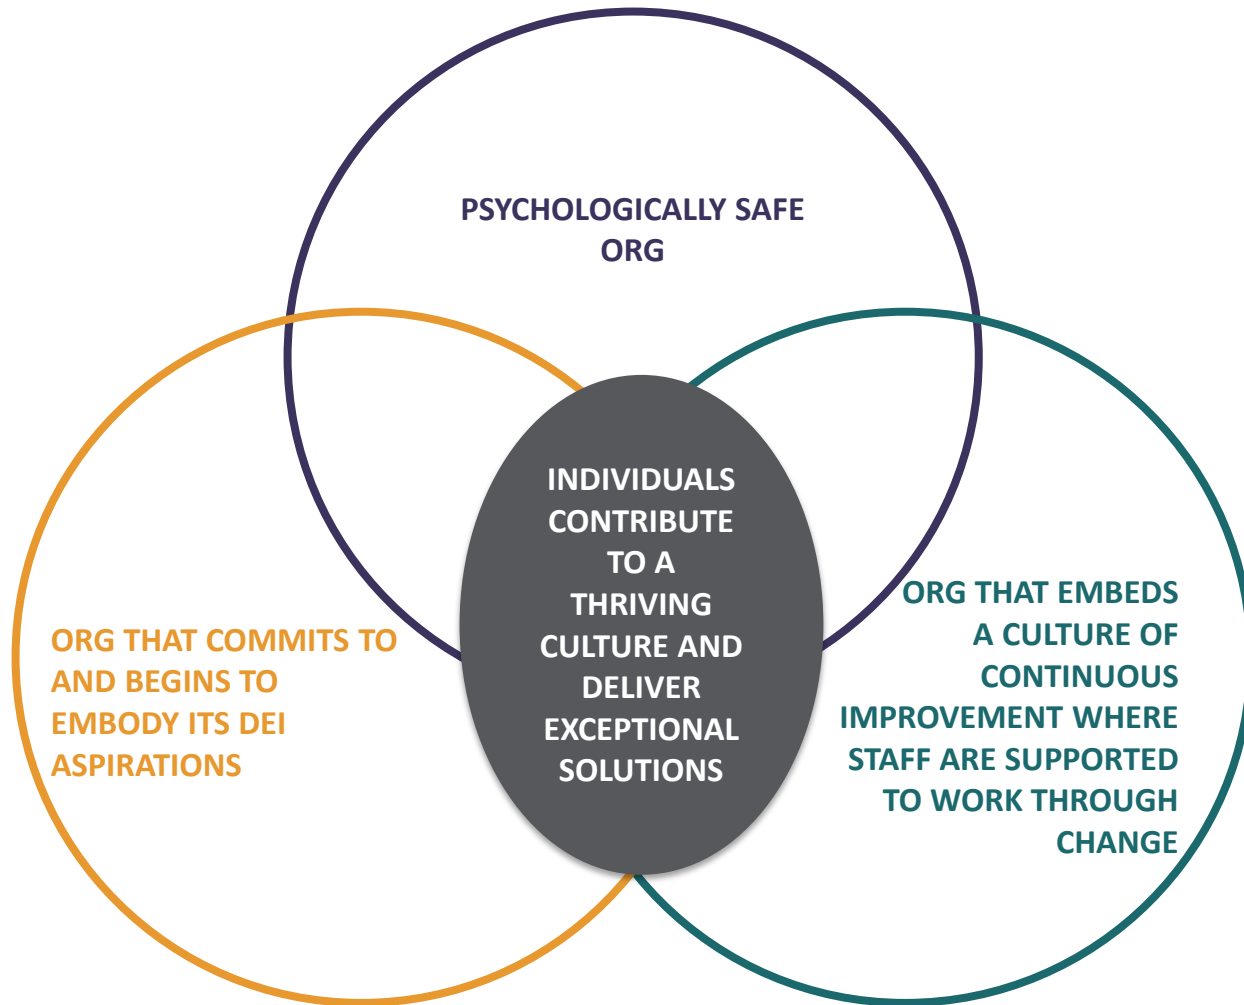 PSYCHOLOGICALLY SAFE
ORG
INDIVIDUALS
CONTRIBUTE
TO A
THRIVING
CULTURE AND
DELIVER
EXCEPTIONAL
SOLUTIONS
ORG THAT COMMITS TO
AND BEGINS TO
EMBODY ITS DEI
ASPIRATIONS
ORG THAT EMBEDS
A CULTURE OF
CONTINUOUS
IMPROVEMENT WHERE
STAFF ARE SUPPORTED
TO WORK THROUGH
CHANGE